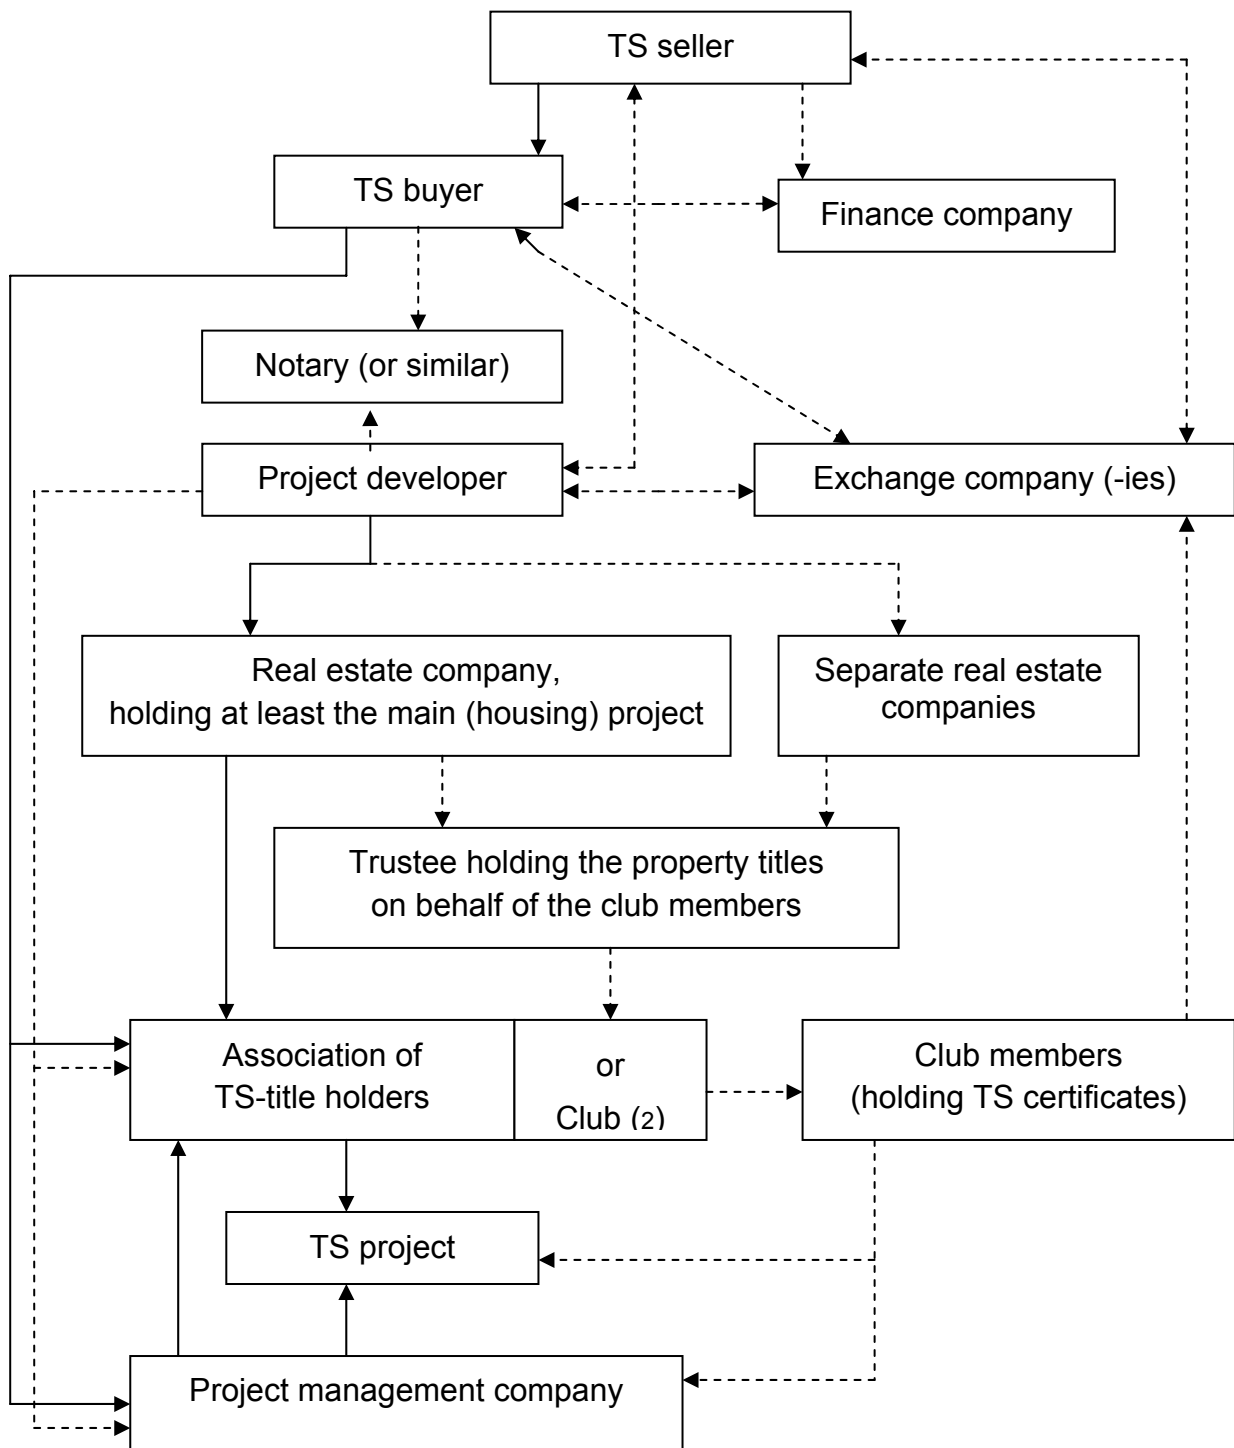 TS seller
TS buyer
Finance company
Notary (or similar)
Project developer
Exchange company (-ies)
Real estate company,
holding at least the main (housing) project
Separate real estate
companies
Trustee holding the property titles
on behalf of the club members
Association of
TS-title holders
or
Club (2)
Club members
(holding TS certificates)
TS project
Project management company